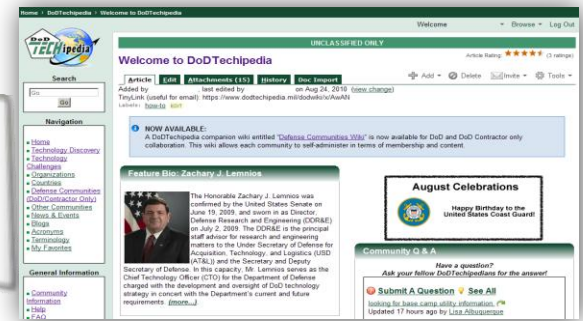 Home > DoDTechipedia > Welcome to DoDTechipedia
Welcome
Browse
Log Out
DoD
TECHipedia
UNCLASSIFIED ONLY
Welcome to DoDTechipedia
Article Rating:
(3 ratings)
Article
Edit
Attachments (15)
History
Doc Import
Add
Delete
Invite
Tools
Added by , last edited by on Aug 24, 2010 (view change)
TinyLink (useful for email): https://www.dodtechipedia.mil/dodwiki/x/AwAN
Labels: how-to EDIT
Search
Go
Go
Navigation
Home
Technology Discovery
Technology
Challenges
Organizations
Countries
Defense Communities
(DoD/Contractor Only)
Other Communities
News & Events
Blogs
Acronyms
Terminology
My Favorites
General Information
Community
Information
Help
FAQ
NOW AVAILABLE:
A DoDTechipedia companion wiki entitled "Defense Communities Wiki" is now available for DoD and DoD Contractor only
collaboration. This wiki allows each community to self-administer in terms of membership and content.
Feature Bio: Zachary J. Lemnios
The Honorable Zachary J. Lemnios was
confirmed by the United States Senate on
June 19, 2009, and sworn in as Director,
Defense Research and Engineering (DDR&E)
on July 2, 2009. The DDR&E is the principal
staff advisor for research and engineering
matters to the Under Secretary of Defense for
Acquisition, Technology, and Logistics (USD
(AT&L)) and the Secretary and Deputy
Secretary of Defense. In this capacity, Mr. Lemnios serves as the
Chief Technology Officer (CTO) for the Department of Defense
charged with the development and oversight of DoD technology
strategy in concert with the Department's current and future
requirements. (more...)
August Celebrations
Happy Birthday to the
United States Coast Guard!
Community Q & A
Have a question?
Ask your fellow DoDTechipedians for the answer!
Submit A Question
See All
looking for base camp utility information.
Updated 17 hours ago by Lisa Albuquerque